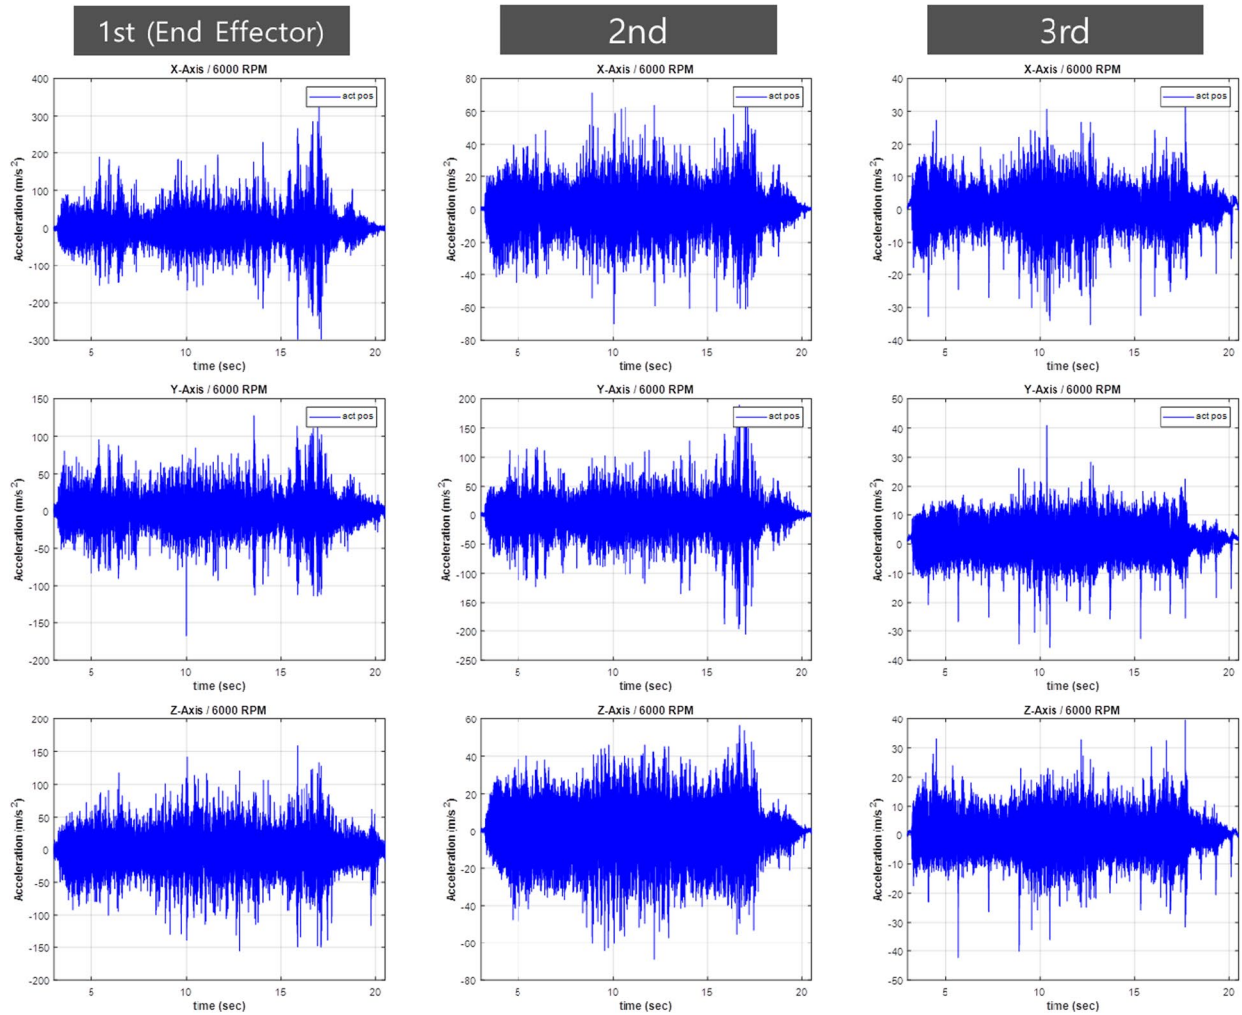 1st (End Effector)
2nd
3rd
X-Axis / 6000 RPM
act pos
400
300
200
100
0
-100
-200
-300
Acceleration (m/s²)
5 10 15 20
time (sec)
X-Axis / 6000 RPM
act pos
80
60
40
20
0
-20
-40
-60
-80
Acceleration (m/s²)
5 10 15 20
time (sec)
X-Axis / 6000 RPM
act pos
40
30
20
10
0
-10
-20
-30
-40
Acceleration (m/s²)
5 10 15 20
time (sec)
Y-Axis / 6000 RPM
act pos
150
100
50
0
-50
-100
-150
-200
Acceleration (m/s²)
5 10 15 20
time (sec)
Y-Axis / 6000 RPM
act pos
200
150
100
50
0
-50
-100
-150
-200
-250
Acceleration (m/s²)
5 10 15 20
time (sec)
Y-Axis / 6000 RPM
act pos
50
40
30
20
10
0
-10
-20
-30
-40
Acceleration (m/s²)
5 10 15 20
time (sec)
Z-Axis / 6000 RPM
200
150
100
50
0
-50
-100
-150
-200
Acceleration (m/s²)
5 10 15 20
time (sec)
Z-Axis / 6000 RPM
60
40
20
0
-20
-40
-60
-80
Acceleration (m/s²)
5 10 15 20
time (sec)
Z-Axis / 6000 RPM
40
30
20
10
0
-10
-20
-30
-40
-50
Acceleration (m/s²)
5 10 15 20
time (sec)